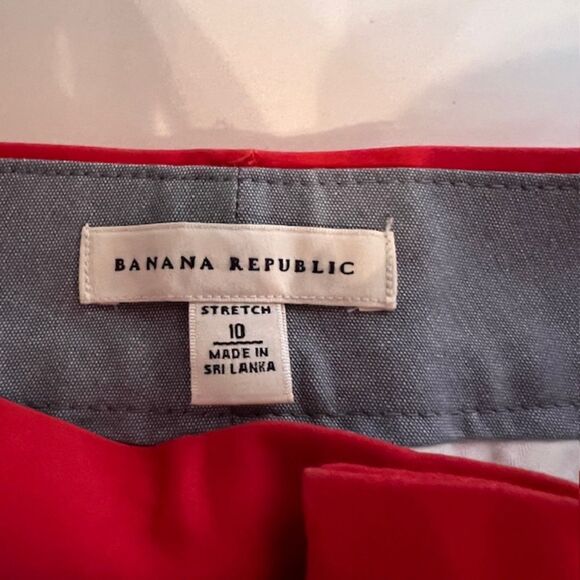 BANANA REPUBLIC
STRETCH
10
MADE IN
SRI LANKA